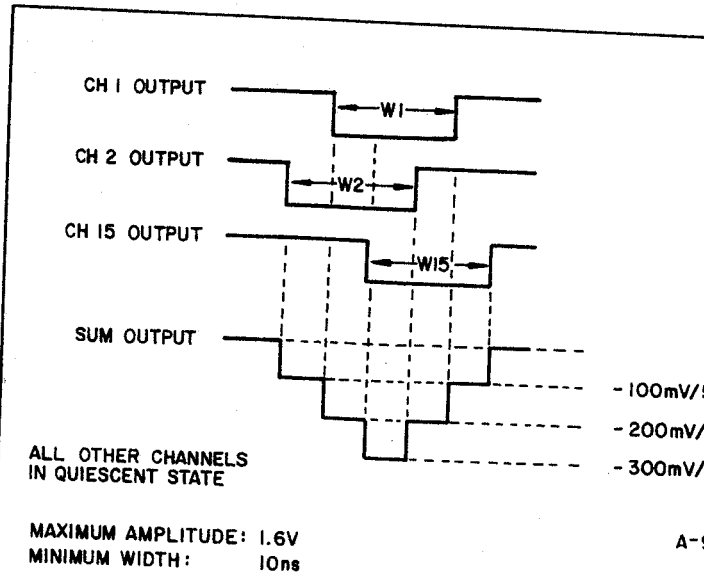 CH 1 OUTPUT
W1
CH 2 OUTPUT
W2
CH 15 OUTPUT
W15
SUM OUTPUT
-100mV/
-200mV/
-300mV/
ALL OTHER CHANNELS
IN QUIESCENT STATE
MAXIMUM AMPLITUDE: 1.6V
MINIMUM WIDTH: 10ns